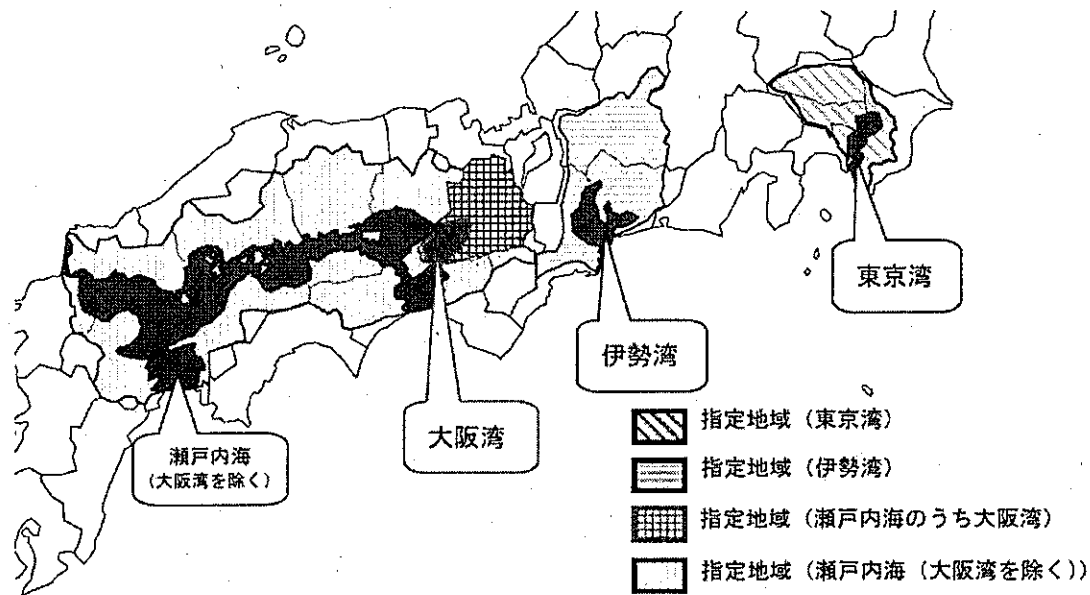 東京湾
伊勢湾
大阪湾
瀬戸内海
(大阪湾を除く)
指定地域（東京湾）
指定地域（伊勢湾）
指定地域（瀬戸内海のうち大阪湾）
指定地域（瀬戸内海（大阪湾を除く））